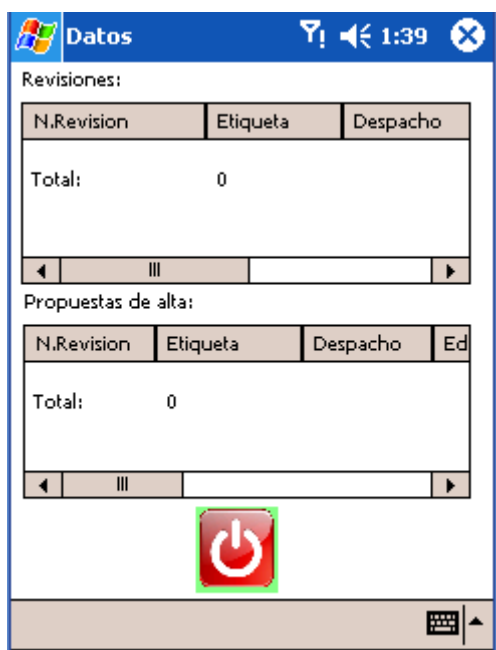 Datos 1:39
Revisiones:
N.Revision Etiqueta Despacho
Total: 0
Propuestas de alta:
N.Revision Etiqueta Despacho Ed
Total: 0